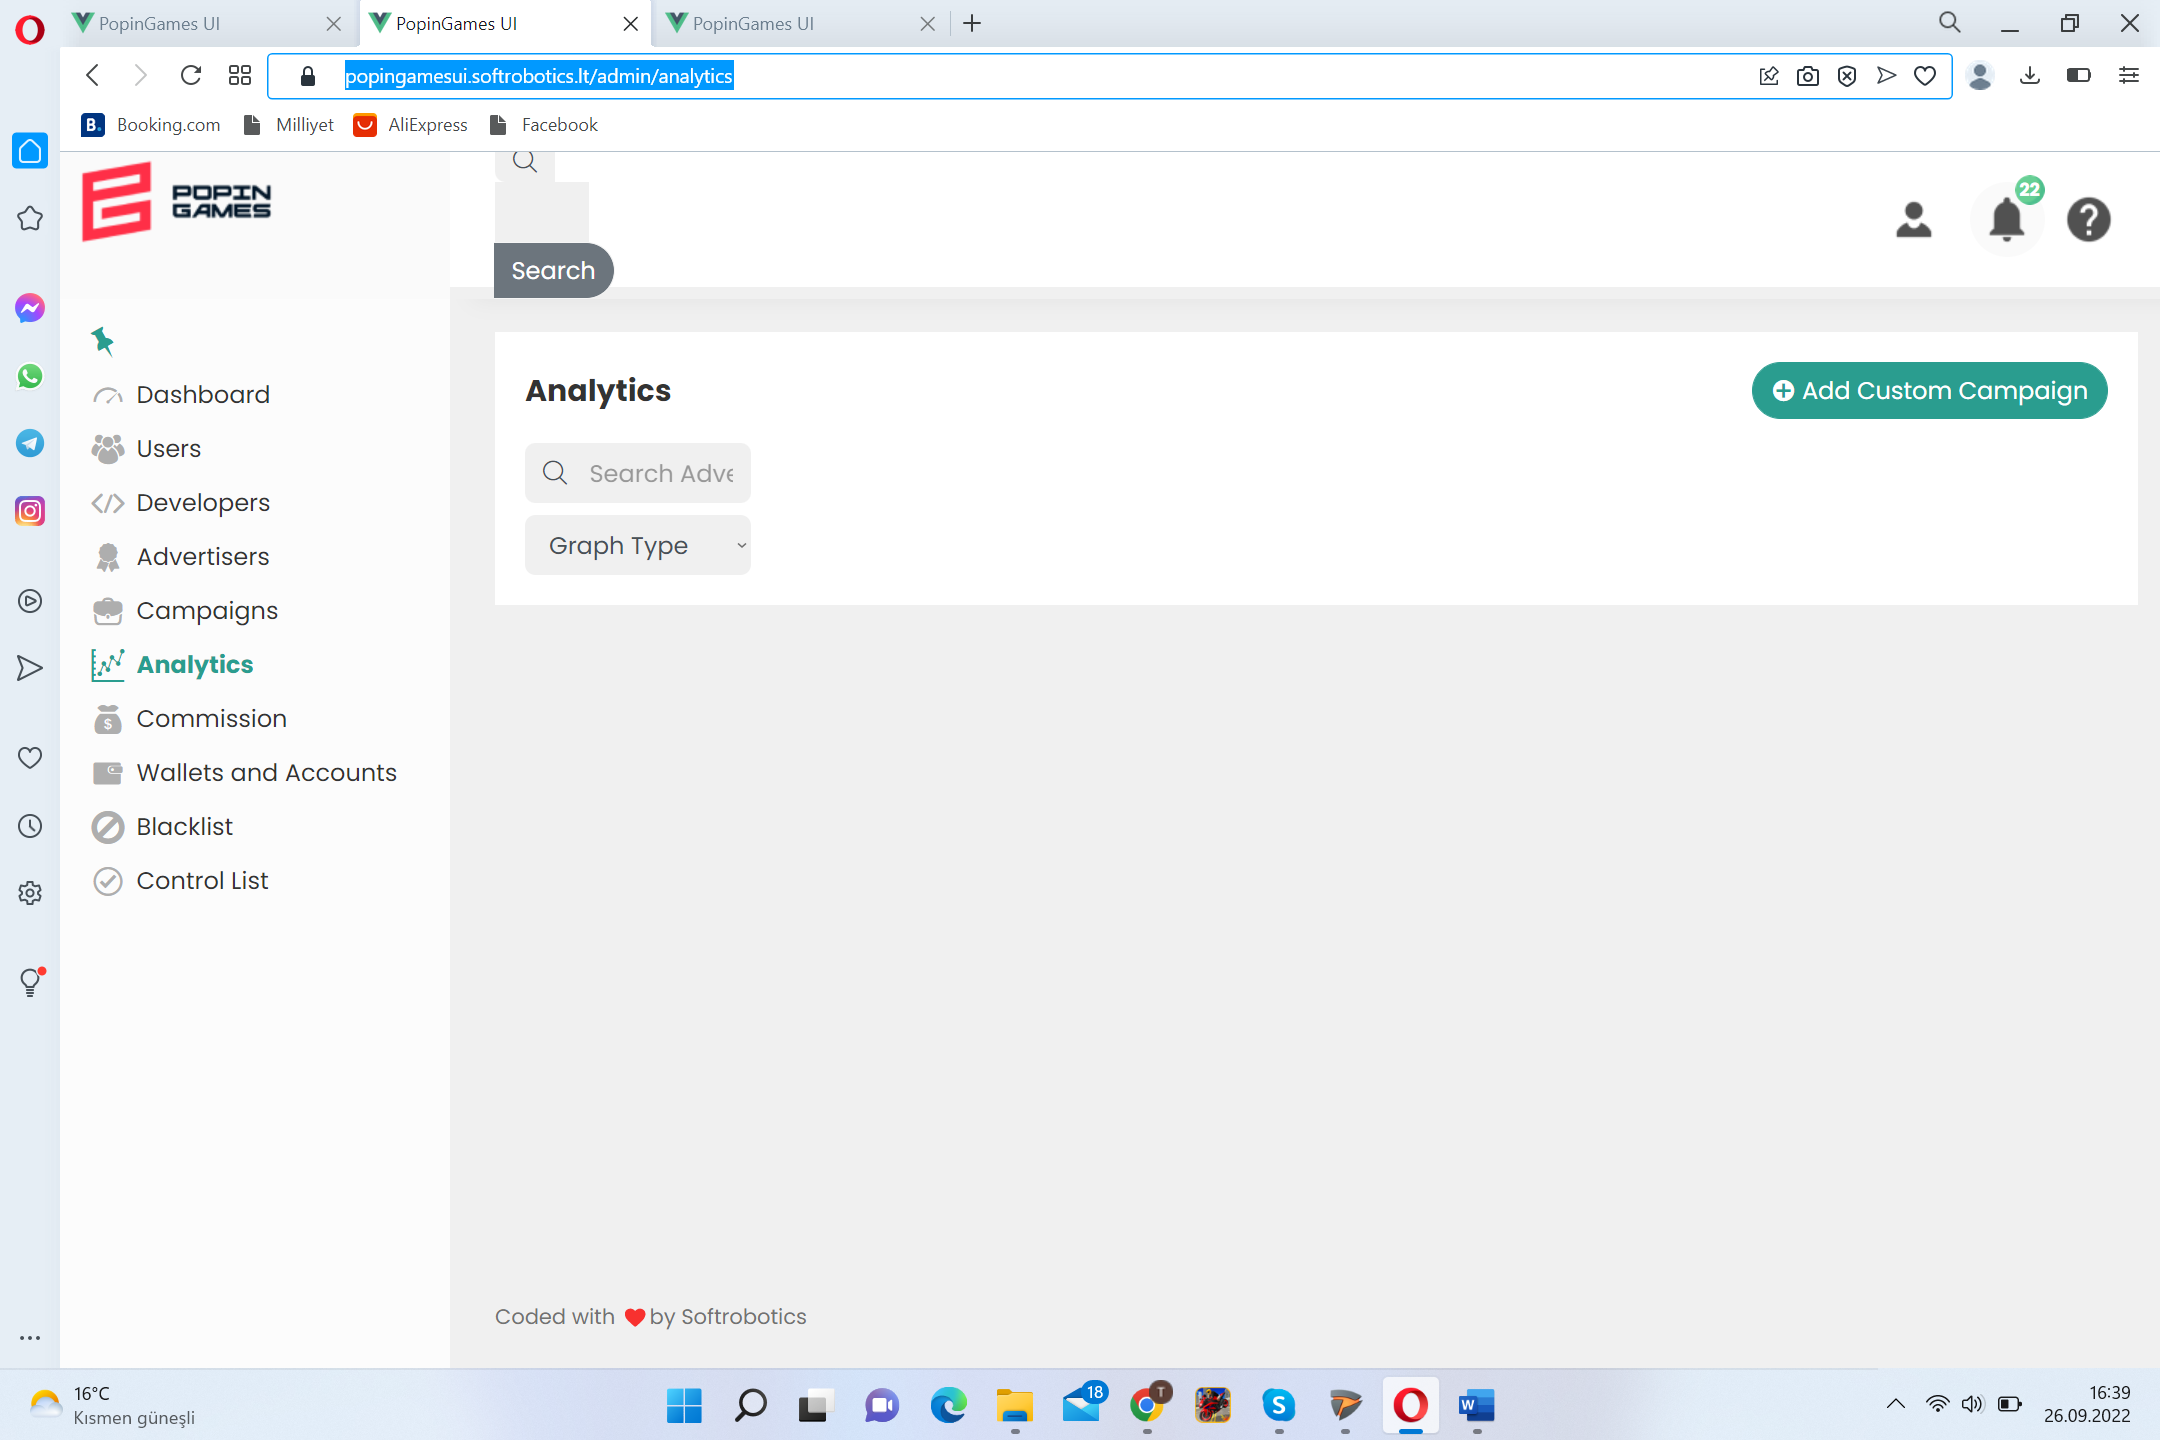 PopinGames UI
PopinGames UI
PopinGames UI
popingamesui.softrobotics.lt/admin/analytics
B. Booking.com
Milliyet
AliExpress
Facebook
POPIN
GAMES
22
Search
Dashboard
Users
Developers
Advertisers
Campaigns
Analytics
Commission
Wallets and Accounts
Blacklist
Control List
Analytics
Add Custom Campaign
Search Adve
Graph Type
Coded with by Softrobotics
16°C
Kısmen güneşli
18
T
S
W
16:39
26.09.2022